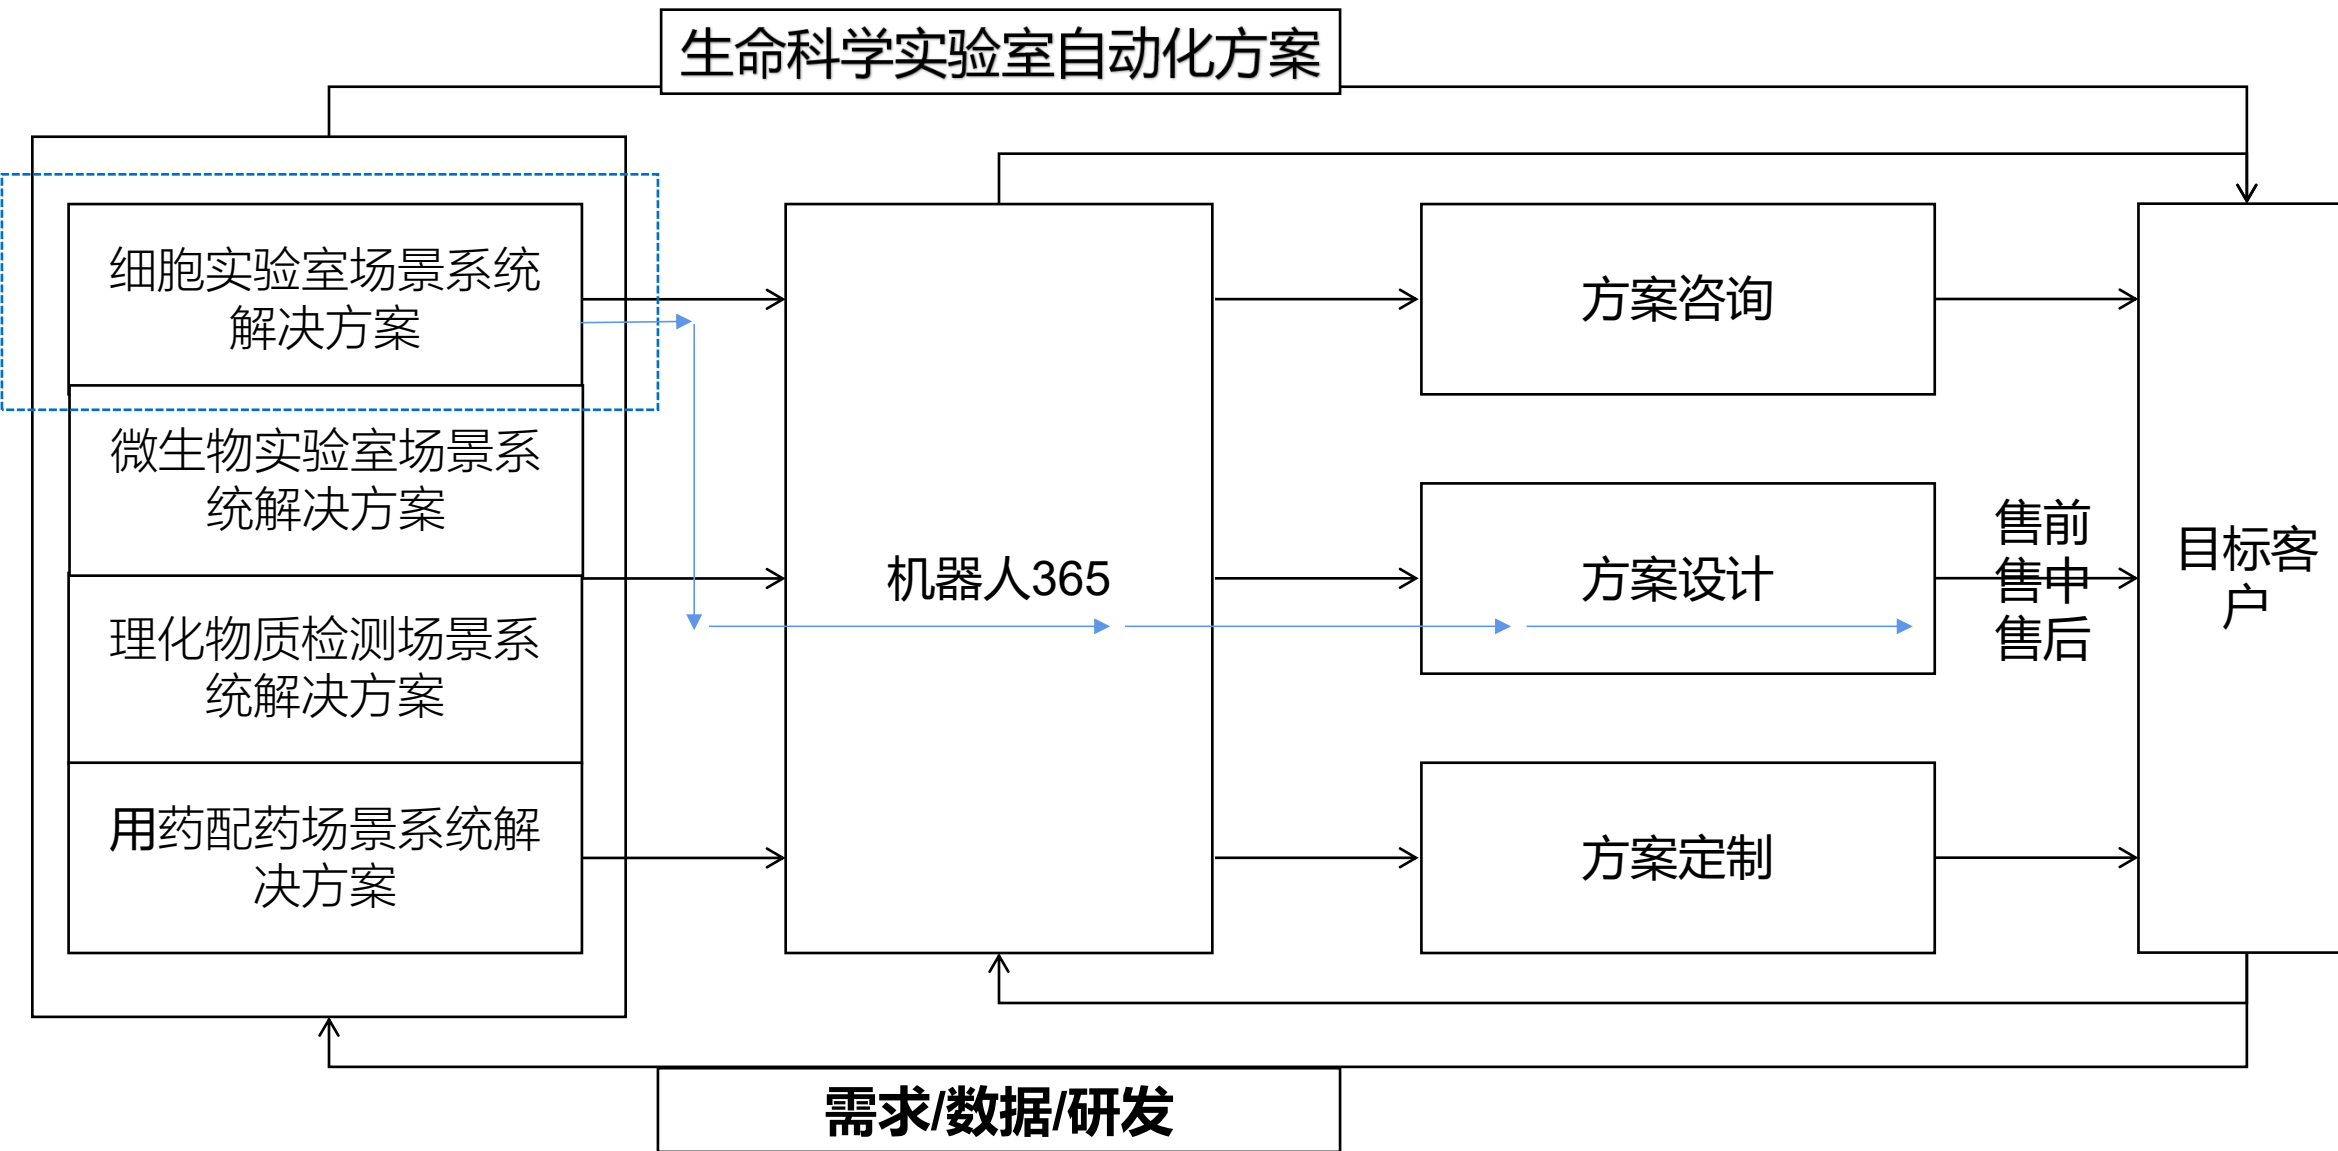 生命科学实验室自动化方案
细胞实验室场景系统
解决方案
微生物实验室场景系
统解决方案
理化物质检测场景系
统解决方案
用药配药场景系统解
决方案
机器人365
方案咨询
方案设计
方案定制
售前
售中
售后
目标客
户
需求/数据/研发